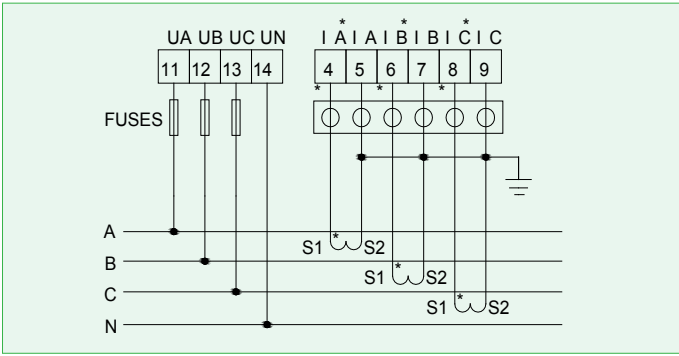 * * *
UA UB UC UN I A I A I B I B I C I C
11 12 13 14 4 5 6 7 8 9
* * *
FUSES
A
* S1 S2
B
* S1 S2
C
* S1 S2
N